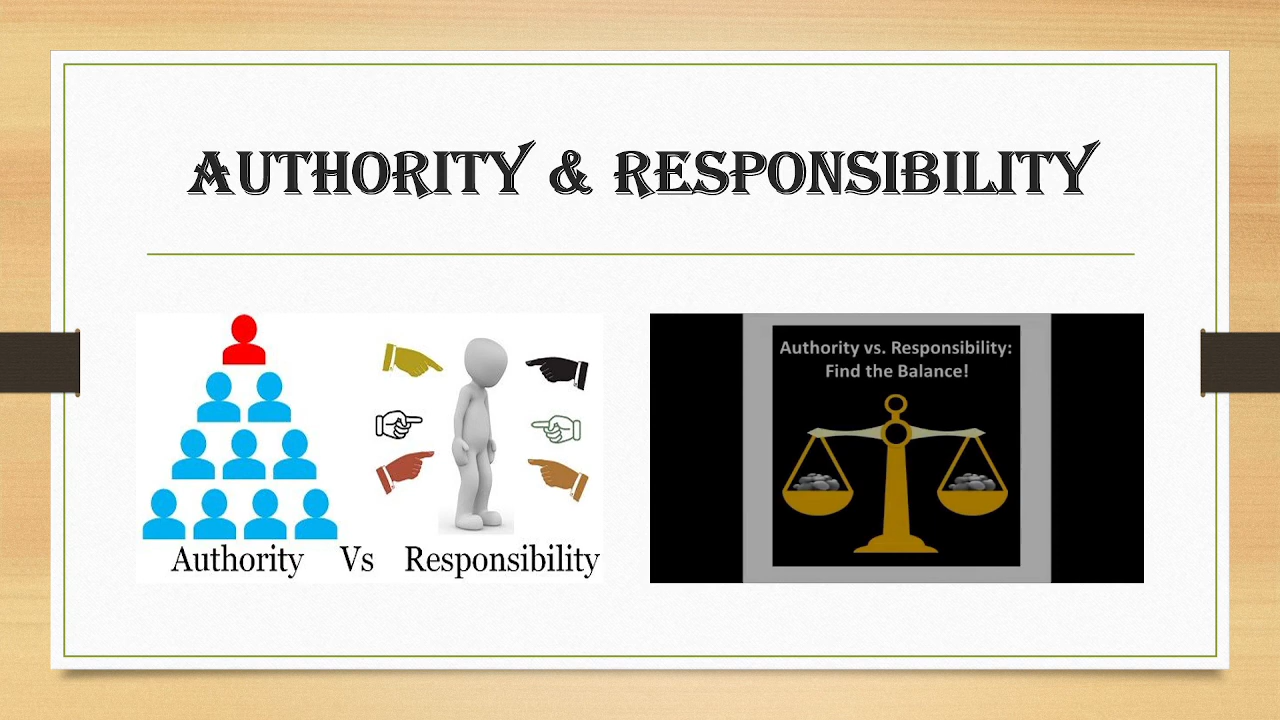 AUTHORITY & RESPONSIBILITY
Authority Vs Responsibility
Authority vs. Responsibility:
Find the Balance!